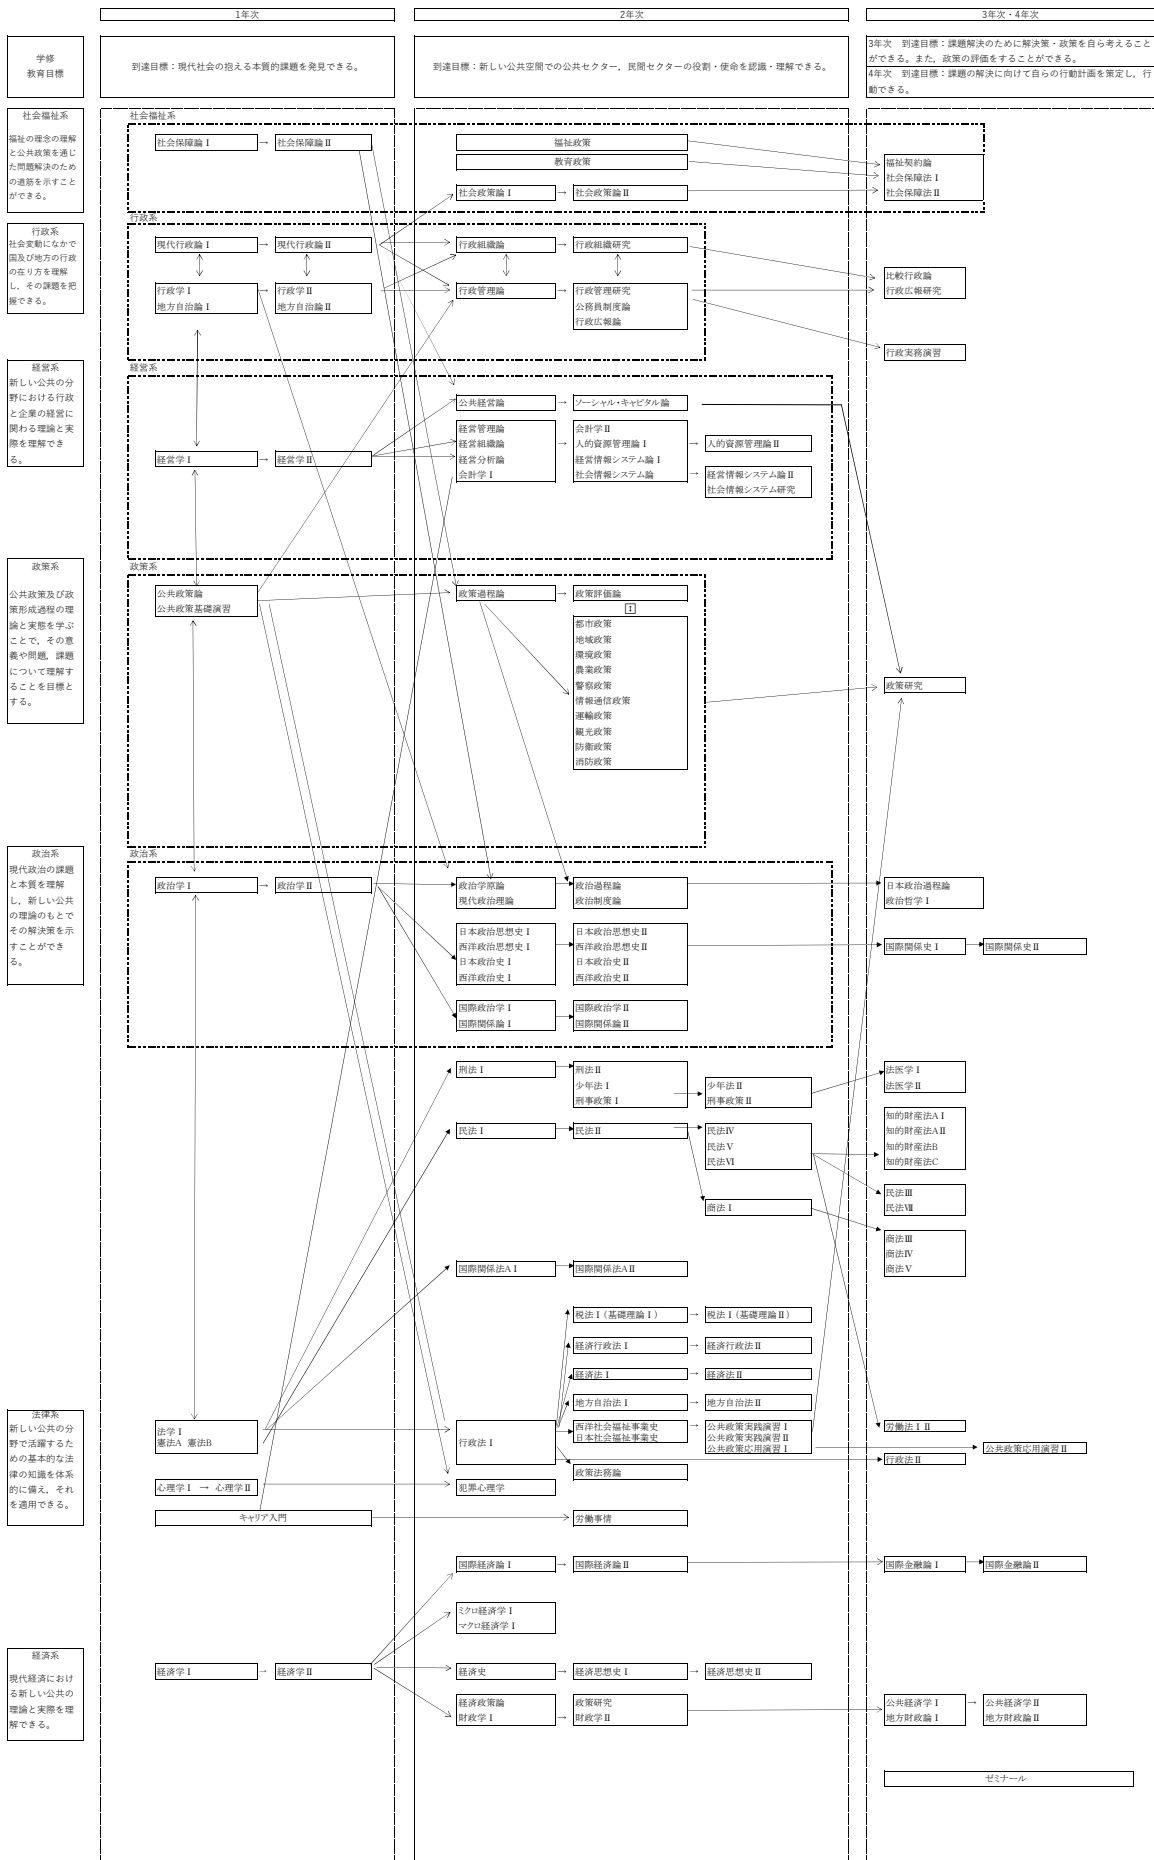 1年次
2年次
3年次・4年次
学修
教育目標
到達目標：現代社会の抱える本質的課題を発見できる。
到達目標：新しい公共空間での公共セクター，民間セクターの役割・使命を認識・理解できる。
3年次　到達目標：課題解決のために解決策・政策を自ら考えること
ができる。また，政策の評価をすることができる。
4年次　到達目標：課題の解決に向けて自らの行動計画を策定し，行
動できる。
社会福祉系
福祉の理念の理解
と公共政策を通じ
た問題解決のため
の道筋を示すこと
ができる。
社会福祉系
社会保障論Ⅰ → 社会保障論Ⅱ
福祉政策
教育政策
社会政策論Ⅰ → 社会政策論Ⅱ
福祉契約論
社会保障法Ⅰ
社会保障法Ⅱ
行政系
社会変動になかで
国及び地方の行政
の在り方を理解
し，その課題を把
握できる。
行政系
現代行政論Ⅰ → 現代行政論Ⅱ
行政組織論 → 行政組織研究
行政学Ⅰ → 行政学Ⅱ
地方自治論Ⅰ 地方自治論Ⅱ
行政管理論 → 行政管理研究
公務員制度論
行政広報論
比較行政論
行政広報研究
行政実務演習
経営系
新しい公共の分
野における行政
と企業の経営に
関わる理論と実
際を理解でき
る。
経営系
公共経営論 → ソーシャル・キャピタル論
経営管理論 会計学Ⅱ
経営組織論 → 人的資源管理論Ⅰ → 人的資源管理論Ⅱ
経営学Ⅰ → 経営学Ⅱ
経営分析論 経営情報システム論Ⅰ
会計学Ⅰ 社会情報システム論 → 経営情報システム論Ⅱ
社会情報システム研究
政策系
公共政策及び政
策形成過程の理
論と実態を学ぶ
ことで，その意
義や問題，課題
について理解す
ることを目標と
する。
政策系
公共政策論
公共政策基礎演習
政策過程論 → 政策評価論
Ⅰ
都市政策
地域政策
環境政策
農業政策
警察政策
情報通信政策
運輸政策
観光政策
防衛政策
消防政策
政策研究
政治系
現代政治の課題
と本質を理解
し，新しい公共
の理論のもとで
その解決策を示
すことができ
る。
政治系
政治学Ⅰ → 政治学Ⅱ
政治学原論 政治過程論
現代政治理論 政治制度論
日本政治過程論
政治哲学Ⅰ
日本政治思想史Ⅰ 日本政治思想史Ⅱ
西洋政治思想史Ⅰ 西洋政治思想史Ⅱ
日本政治史Ⅰ 日本政治史Ⅱ
西洋政治史Ⅰ 西洋政治史Ⅱ
国際関係史Ⅰ 国際関係史Ⅱ
国際政治学Ⅰ 国際政治学Ⅱ
国際関係論Ⅰ 国際関係論Ⅱ
刑法Ⅰ 刑法Ⅱ
少年法Ⅰ 少年法Ⅱ
刑事政策Ⅰ 刑事政策Ⅱ
法医学Ⅰ
法医学Ⅱ
知的財産法AⅠ
知的財産法AⅡ
知的財産法B
知的財産法C
民法Ⅰ 民法Ⅱ 民法Ⅳ
民法Ⅴ
民法Ⅵ
民法Ⅲ
民法Ⅶ
商法Ⅰ
商法Ⅲ
商法Ⅳ
商法Ⅴ
国際関係法AⅠ 国際関係法AⅡ
税法Ⅰ（基礎理論Ⅰ） → 税法Ⅰ（基礎理論Ⅱ）
経済行政法Ⅰ → 経済行政法Ⅱ
経済法Ⅰ → 経済法Ⅱ
地方自治法Ⅰ → 地方自治法Ⅱ
法律系
新しい公共の分
野で活躍するた
めの基本的な法
律の知識を体系
的に備え，それ
を適用できる。
法学Ⅰ
憲法A 憲法B
行政法Ⅰ
西洋社会福祉事業史 → 公共政策実践演習Ⅰ
日本社会福祉事業史 公共政策実践演習Ⅱ
公共政策応用演習Ⅰ
労働法ⅠⅡ
公共政策応用演習Ⅱ
行政法Ⅱ
政策法務論
心理学Ⅰ → 心理学Ⅱ
犯罪心理学
キャリア入門
労働事情
国際経済論Ⅰ → 国際経済論Ⅱ
国際金融論Ⅰ 国際金融論Ⅱ
ミクロ経済学Ⅰ
マクロ経済学Ⅰ
経済系
現代経済におけ
る新しい公共の
理論と実際を理
解できる。
経済学Ⅰ → 経済学Ⅱ
経済史 → 経済思想史Ⅰ → 経済思想史Ⅱ
経済政策論 政策研究
財政学Ⅰ → 財政学Ⅱ
公共経済学Ⅰ → 公共経済学Ⅱ
地方財政論Ⅰ 地方財政論Ⅱ
ゼミナール